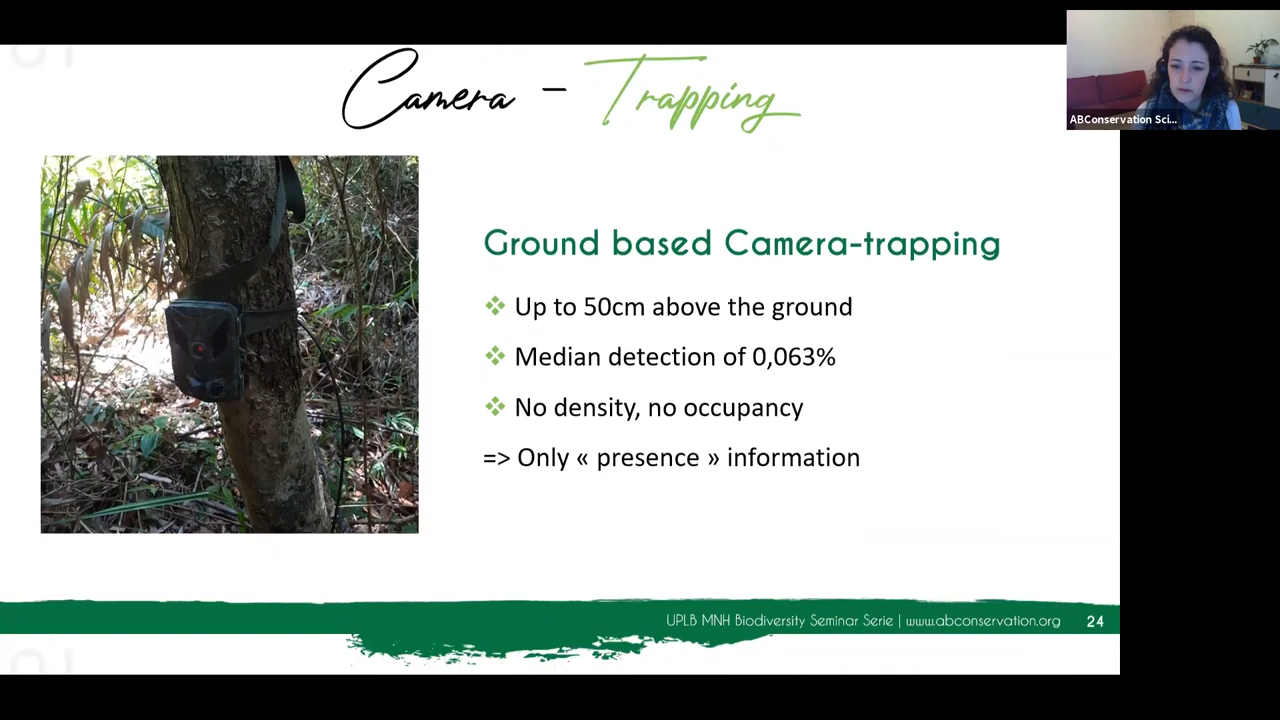 Camera - Trapping
ABConservation Sci...
Ground based Camera-trapping
Up to 50cm above the ground
Median detection of 0,063%
No density, no occupancy
=> Only « presence » information
UPLB MNH Biodiversity Seminar Serie | www.abconservation.org 24